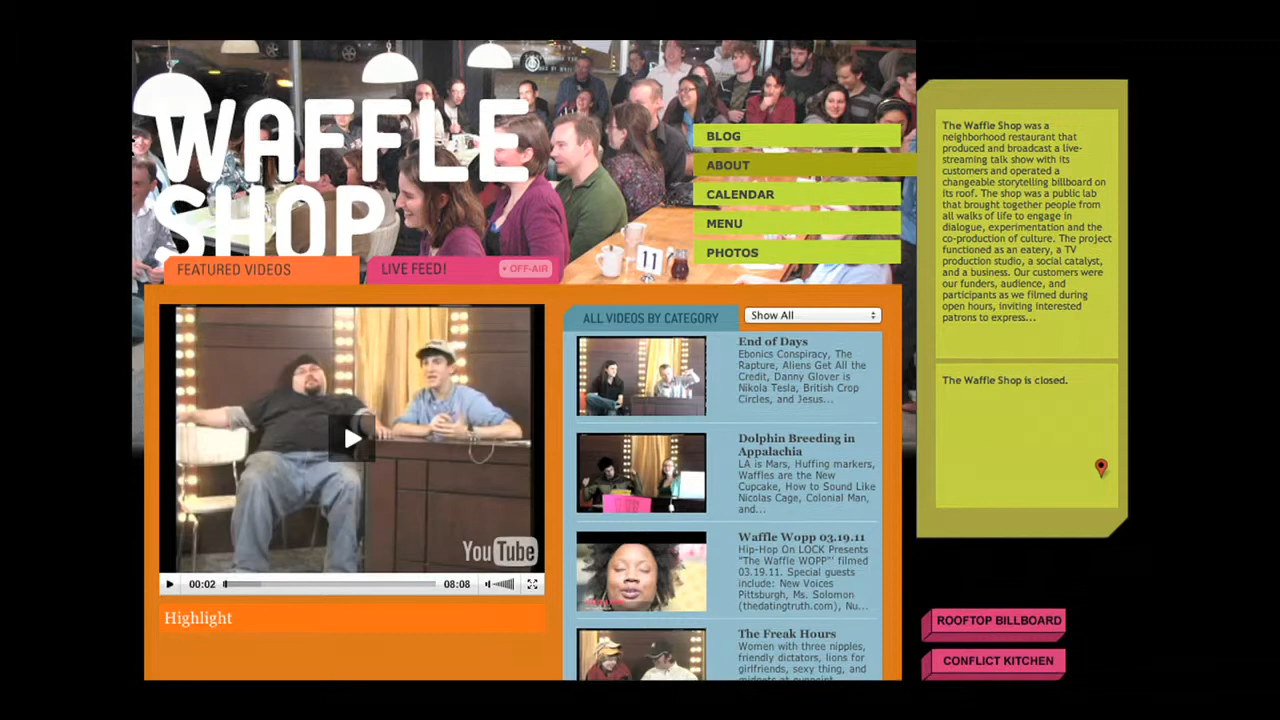 WAFFLE
SHOP
BLOG
ABOUT
CALENDAR
MENU
PHOTOS
11
FEATURED VIDEOS
LIVE FEED!
• OFF-AIR
YouTube
00:02
08:08
Highlight
ALL VIDEOS BY CATEGORY
Show All
End of Days
Ebonics Conspiracy, The
Rapture, Aliens Get All the
Credit, Danny Glover is
Nikola Tesla, British Crop
Circles, and Jesus...
Dolphin Breeding in
Appalachia
LA is Mars, Huffing markers,
Waffles are the New
Cupcake, How to Sound Like
Nicolas Cage, Colonial Man,
and...
Waffle Wopp 03.19.11
Hip-Hop On LOCK Presents
"The Waffle WOPP"' filmed
03.19.11. Special guests
include: New Voices
Pittsburgh, Ms. Solomon
(thedatingtruth.com), Nu...
The Freak Hours
Women with three nipples,
friendly dictators, lions for
girlfriends, sexy thing, and
The Waffle Shop was a
neighborhood restaurant that
produced and broadcast a live-
streaming talk show with its
customers and operated a
changeable storytelling billboard on
its roof. The shop was a public lab
that brought together people from
all walks of life to engage in
dialogue, experimentation and the
co-production of culture. The project
functioned as an eatery, a TV
production studio, a social catalyst,
and a business. Our customers were
our funders, audience, and
participants as we filmed during
open hours, inviting interested
patrons to express...
The Waffle Shop is closed.
ROOFTOP BILLBOARD
CONFLICT KITCHEN